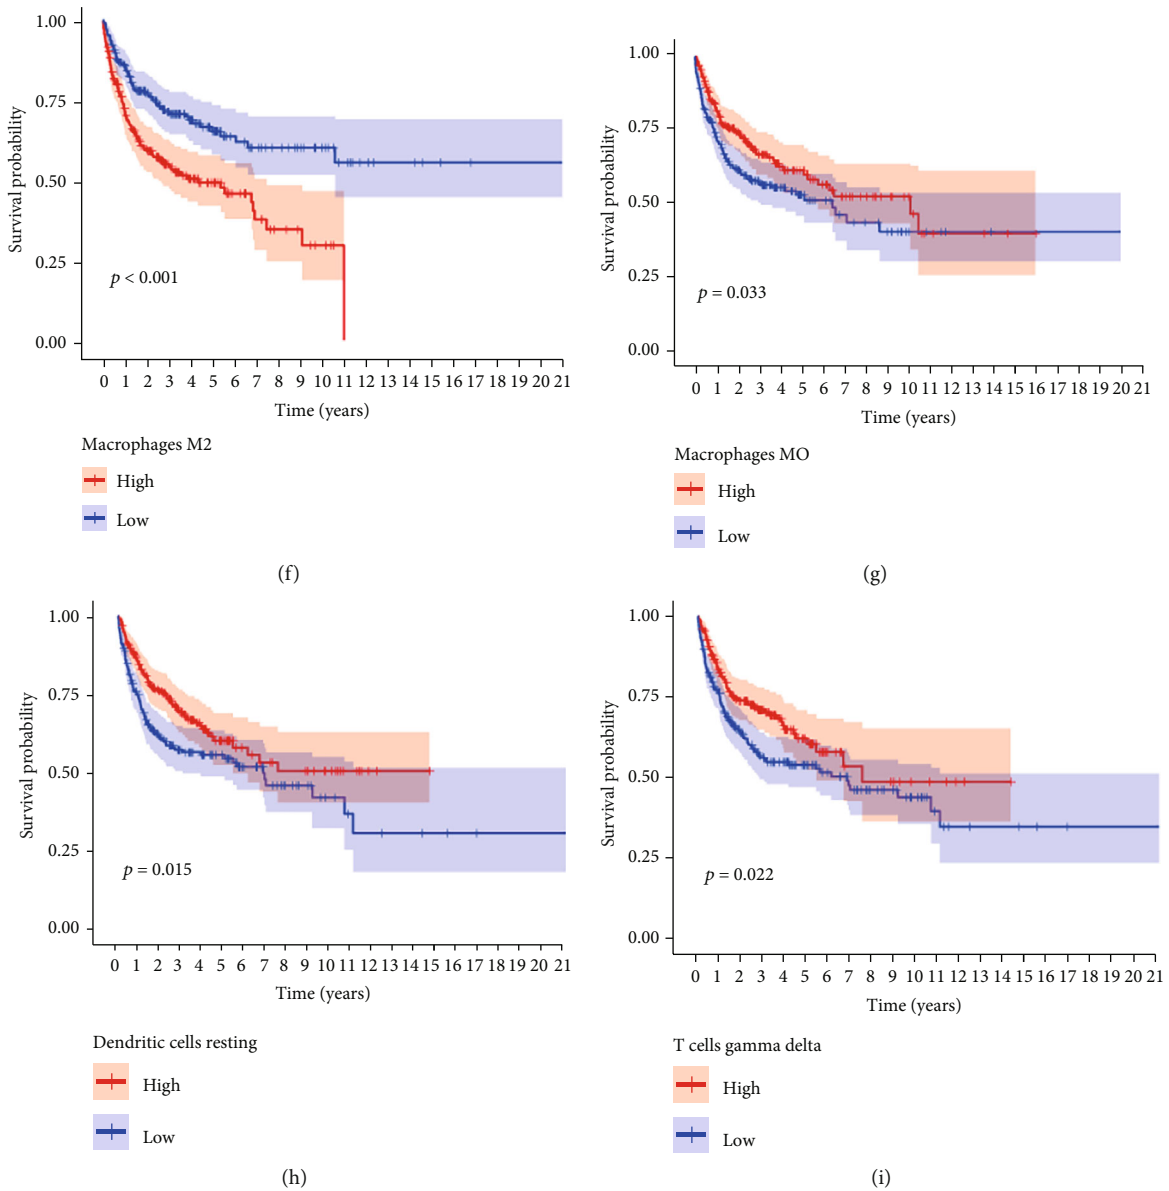 1.00
0.75
0.50
0.25
0.00
Survival probability
p < 0.001
0 1 2 3 4 5 6 7 8 9 10 11 12 13 14 15 16 17 18 19 20 21
Time (years)
Macrophages M2
High
Low
(f)
1.00
0.75
0.50
0.25
0.00
Survival probability
p = 0.033
0 1 2 3 4 5 6 7 8 9 10 11 12 13 14 15 16 17 18 19 20 21
Time (years)
Macrophages MO
High
Low
(g)
1.00
0.75
0.50
0.25
0.00
Survival probability
p = 0.015
0 1 2 3 4 5 6 7 8 9 10 11 12 13 14 15 16 17 18 19 20 21
Time (years)
Dendritic cells resting
High
Low
(h)
1.00
0.75
0.50
0.25
0.00
Survival probability
p = 0.022
0 1 2 3 4 5 6 7 8 9 10 11 12 13 14 15 16 17 18 19 20 21
Time (years)
T cells gamma delta
High
Low
(i)